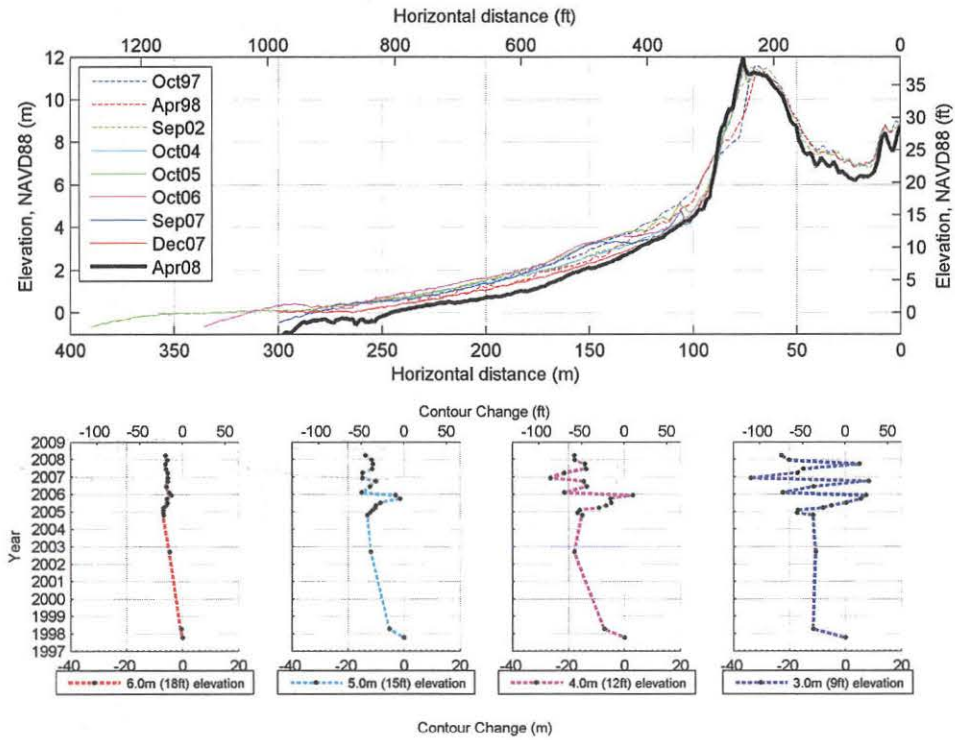 Horizontal distance (ft)
1200 1000 800 600 400 200 0
Elevation, NAVD88 (m)
12
10
8
6
4
2
0
Oct97
Apr98
Sep02
Oct04
Oct05
Oct06
Sep07
Dec07
Apr08
35
30
25
20
15
10
5
0
Elevation, NAVD88 (ft)
400 350 300 250 200 150 100 50 0
Horizontal distance (m)
Contour Change (ft)
-100 -50 0
-100 -50 0
-100 -50 0
-100 -50 0 50
Year
2009
2008
2007
2006
2005
2004
2003
2002
2001
2000
1999
1998
1997
-40 -20 0 20
-40 -20 0 20
-40 -20 0 20
-40 -20 0 20
6.0m (18ft) elevation
5.0m (15ft) elevation
4.0m (12ft) elevation
3.0m (9ft) elevation
Contour Change (m)